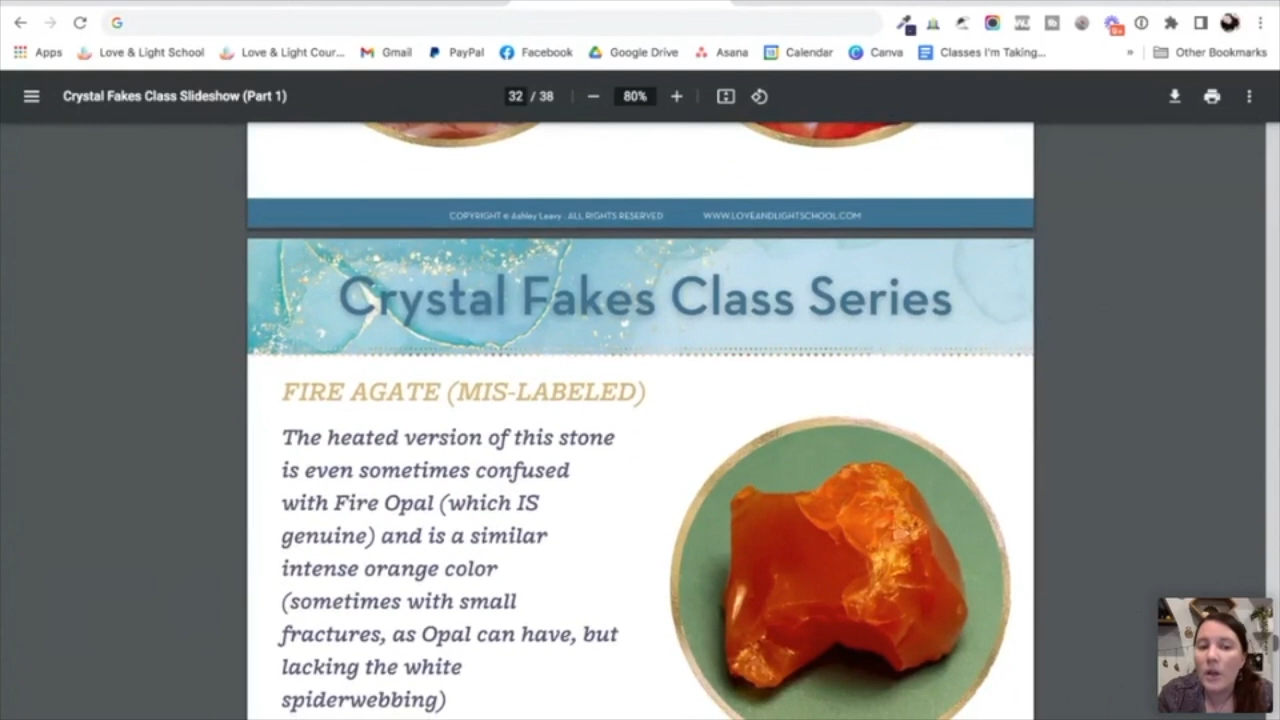 Apps
Love & Light School
Love & Light Cour...
Gmail
PayPal
Facebook
Google Drive
Asana
Calendar
Canva
Classes I'm Taking...
»
Other Bookmarks
Crystal Fakes Class Slideshow (Part 1)
32 / 38
80%
COPYRIGHT © Ashley Leavy . ALL RIGHTS RESERVED
WWW.LOVEANDLIGHTSCHOOL.COM
Crystal Fakes Class Series
FIRE AGATE (MIS-LABELED)
The heated version of this stone
is even sometimes confused
with Fire Opal (which IS
genuine) and is a similar
intense orange color
(sometimes with small
fractures, as Opal can have, but
lacking the white
spiderwebbing)